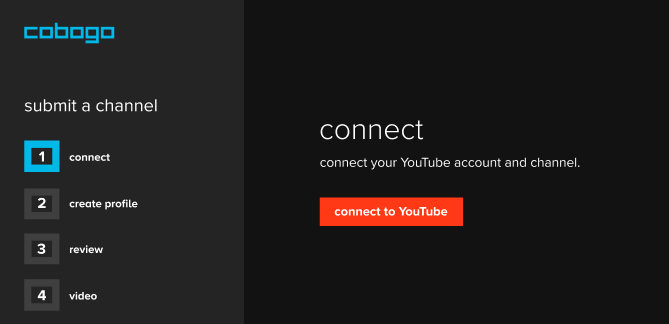 cobogo
submit a channel
1 connect
2 create profile
3 review
4 video
connect
connect your YouTube account and channel.
connect to YouTube